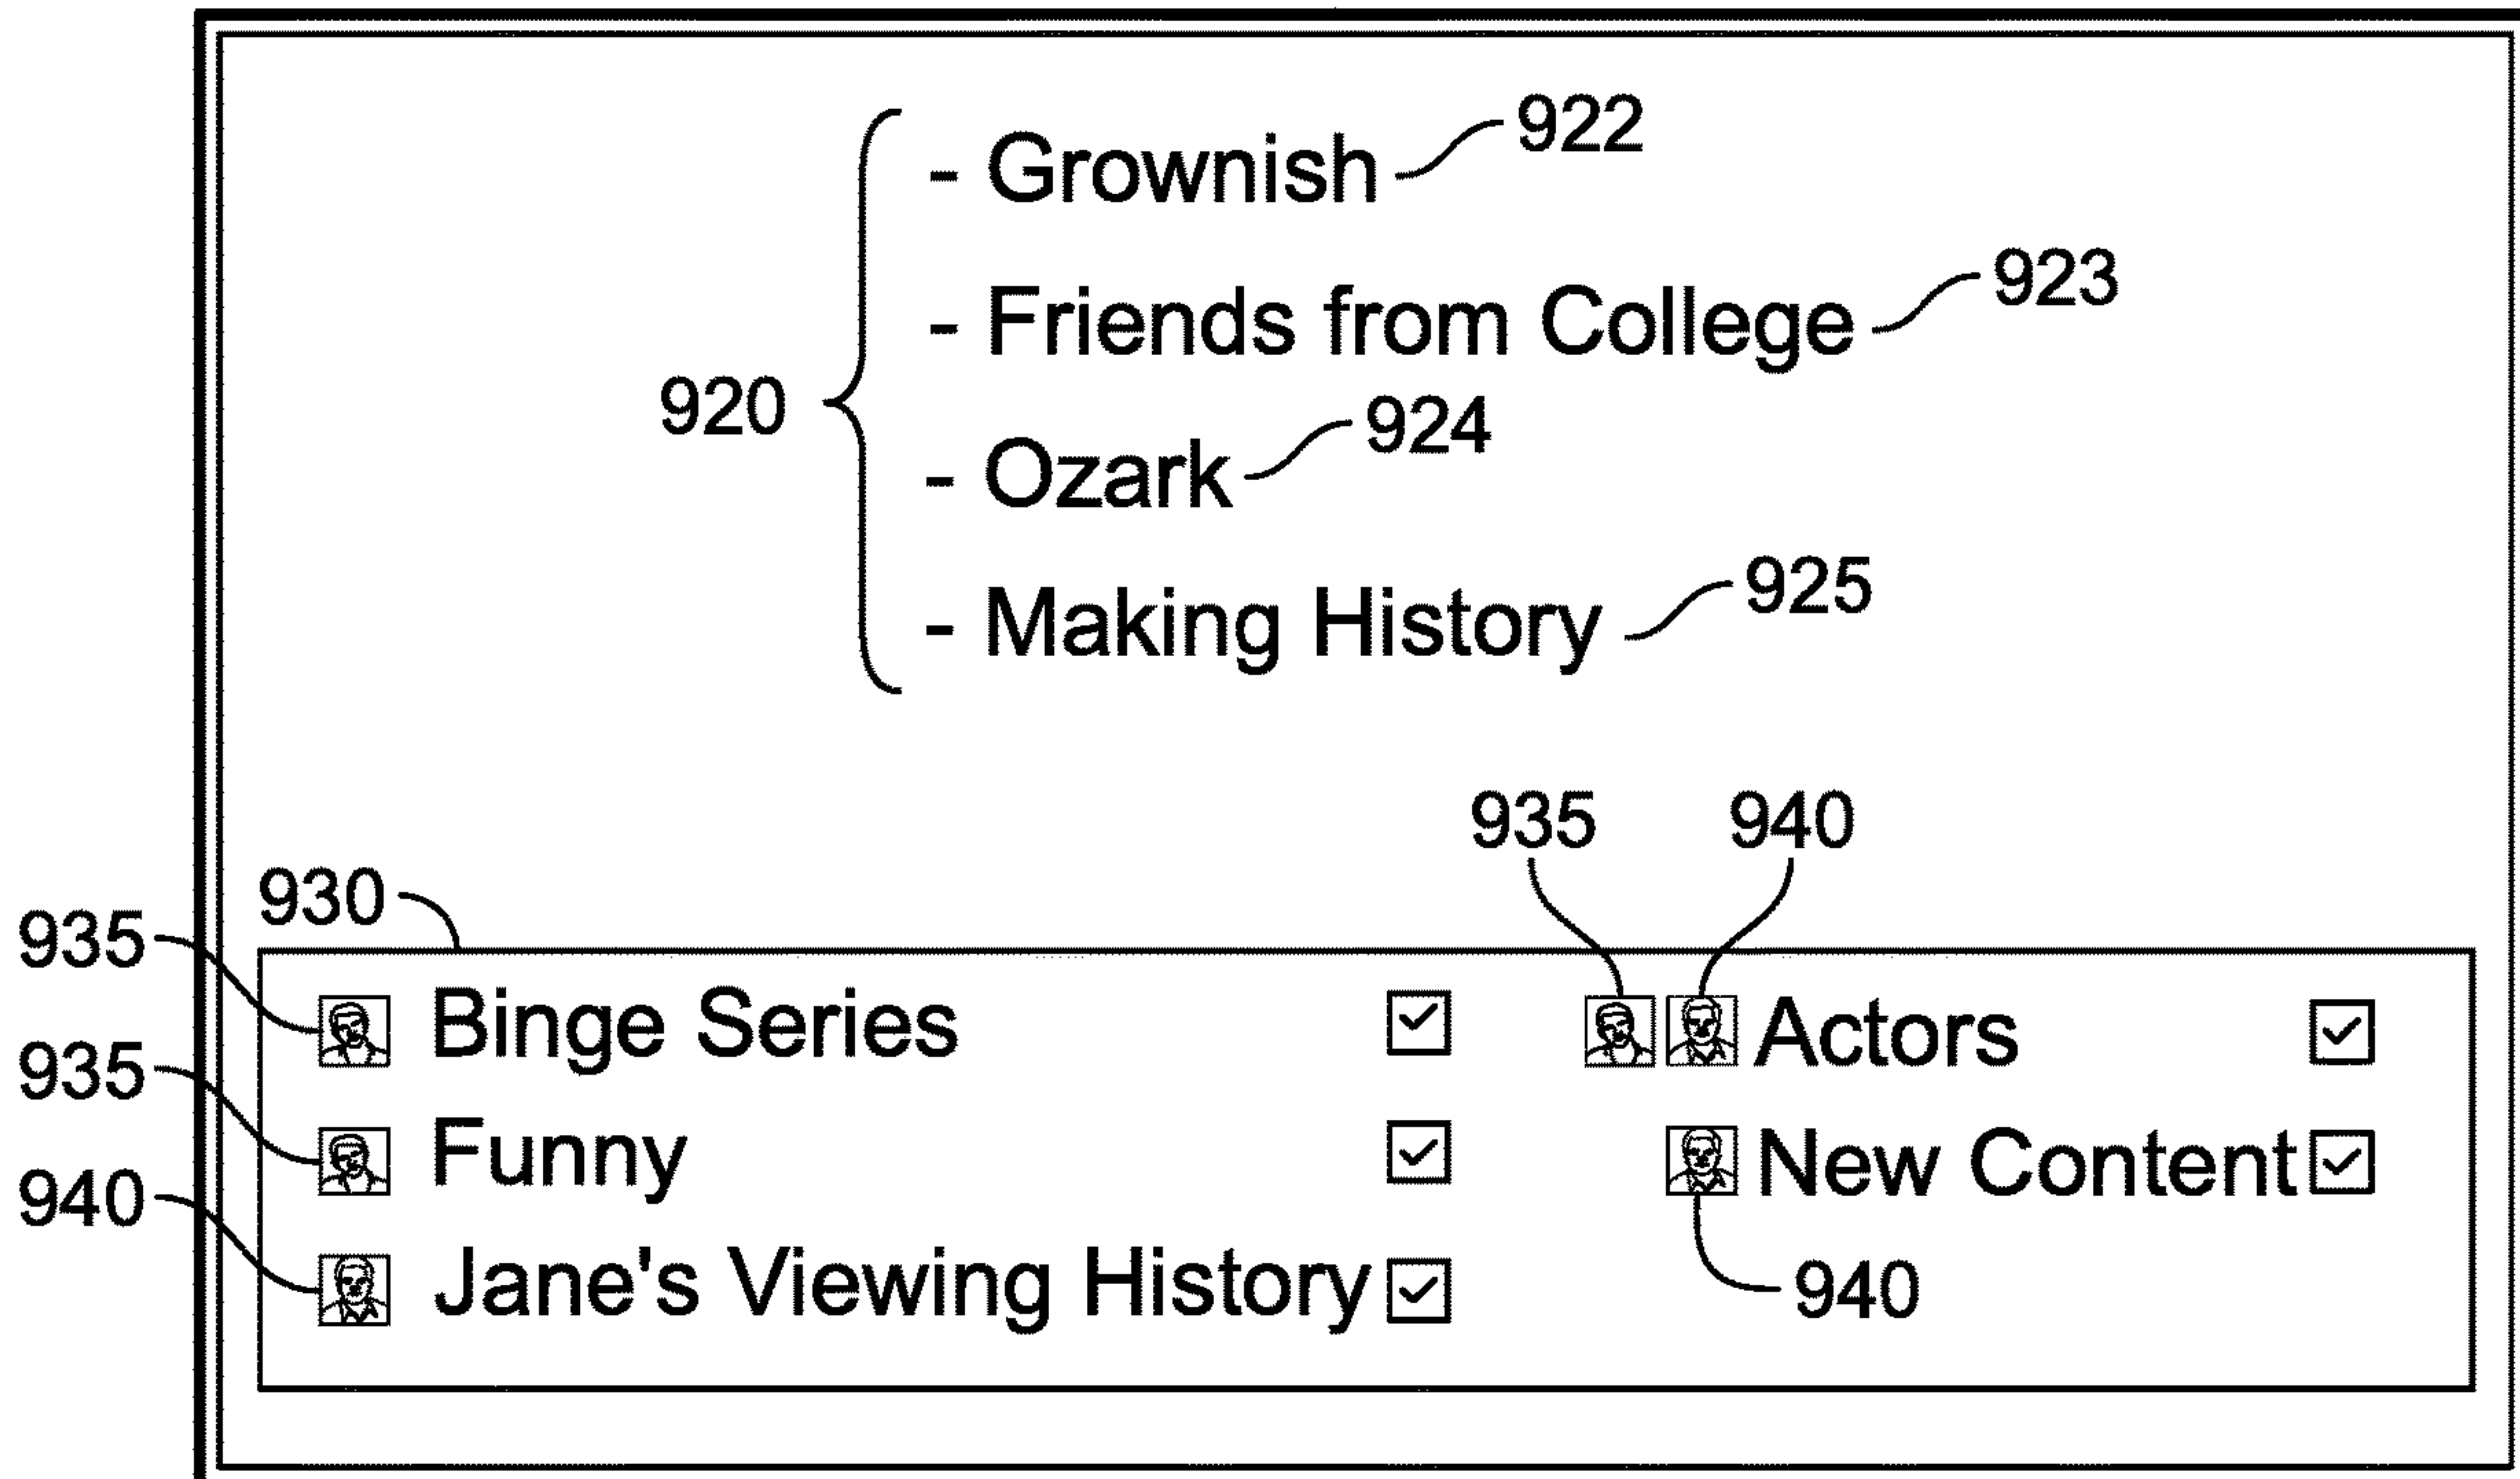 - Grownish 922
- Friends from College 923
920
- Ozark 924
- Making History 925
935 940
930
935
Binge Series Actors
935
Funny New Content
940
Jane's Viewing History 940